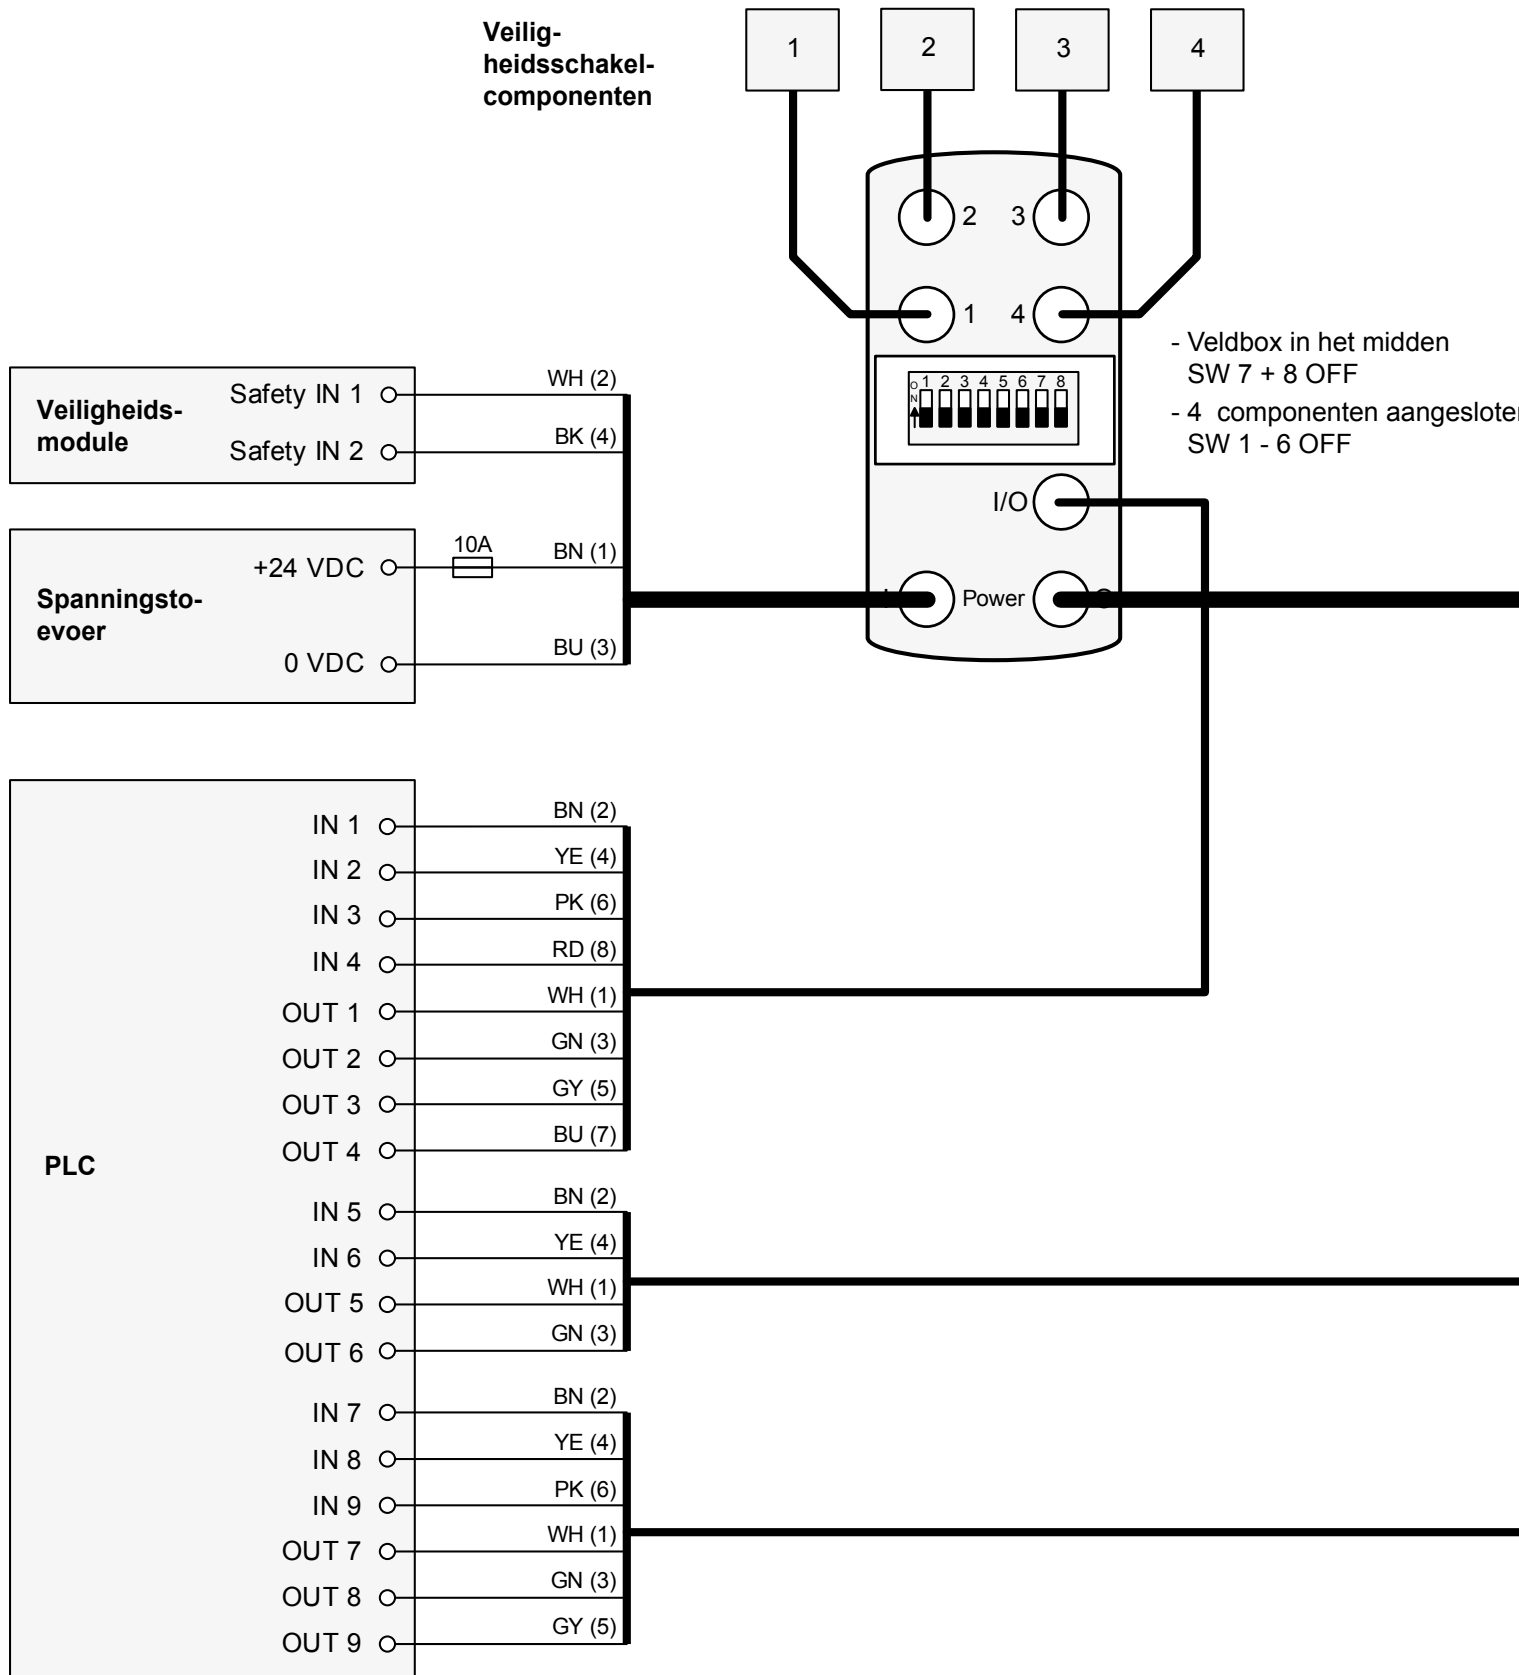 Veilig-
heidsschakel-
componenten
1
2
3
4
2
3
1
4
- Veldbox in het midden
SW 7 + 8 OFF
- 4 componenten aangesloten
SW 1 - 6 OFF
1 2 3 4 5 6 7 8
O
N
I/O
I
Power
O
Veiligheids-
module
Safety IN 1
WH (2)
Safety IN 2
BK (4)
Spanningsto-
evoer
+24 VDC
10A
BN (1)
0 VDC
BU (3)
PLC
IN 1
BN (2)
IN 2
YE (4)
IN 3
PK (6)
IN 4
RD (8)
OUT 1
WH (1)
OUT 2
GN (3)
OUT 3
GY (5)
OUT 4
BU (7)
IN 5
BN (2)
IN 6
YE (4)
OUT 5
WH (1)
OUT 6
GN (3)
IN 7
BN (2)
IN 8
YE (4)
IN 9
PK (6)
OUT 7
WH (1)
OUT 8
GN (3)
OUT 9
GY (5)